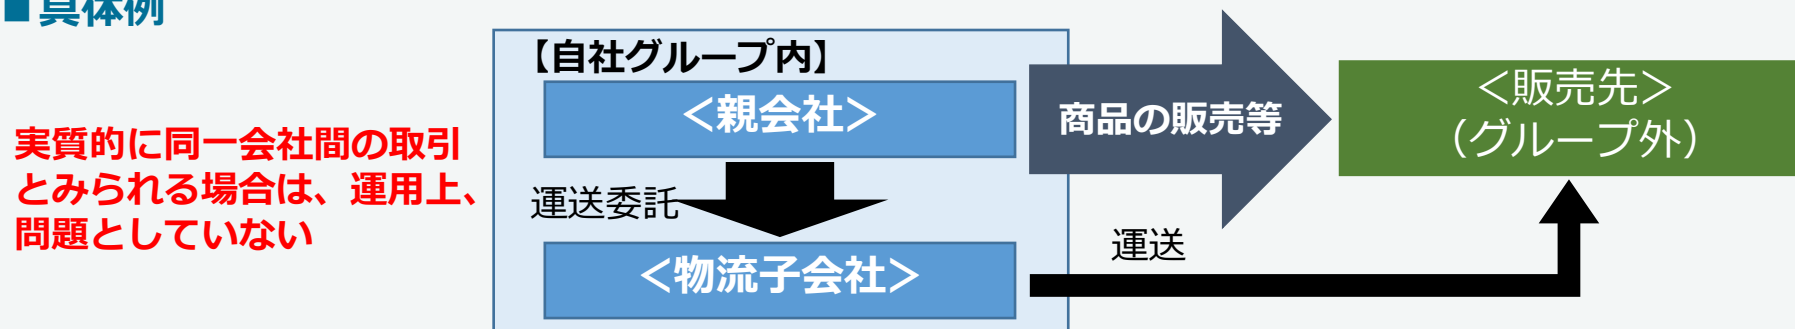 ■具体例
【自社グループ内】
<親会社>
商品の販売等
<販売先>
（グループ外）
実質的に同一会社間の取引
とみられる場合は、運用上、
問題としていない
運送委託
運送
<物流子会社>